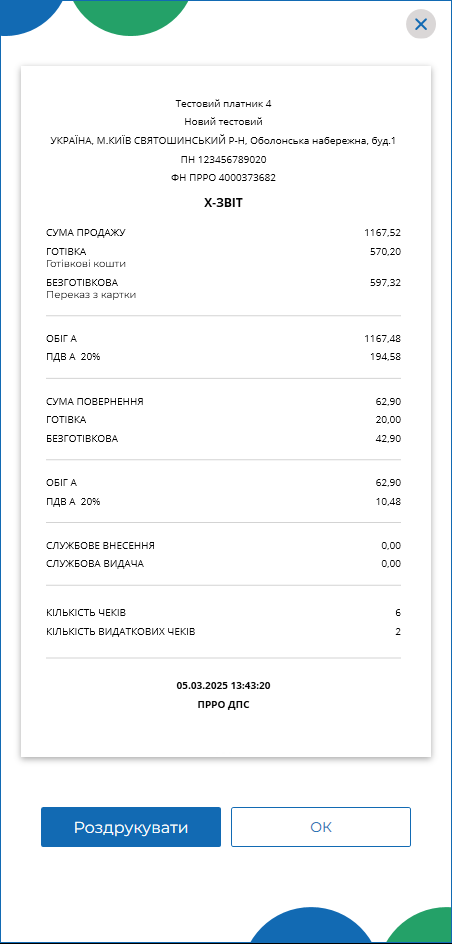 Тестовий платник 4
Новий тестовий
УКРАЇНА, М.КИЇВ СВЯТОШИНСЬКИЙ Р-Н, Оболонська набережна, буд.1
ПН 123456789020
ФН ПРРО 4000373682
X-ЗВІТ
СУМА ПРОДАЖУ 1167,52
ГОТІВКА 570,20
Готівкові кошти
БЕЗГОТІВКОВА 597,32
Переказ з картки
ОБІГ А 1167,48
ПДВ А 20% 194,58
СУМА ПОВЕРНЕННЯ 62,90
ГОТІВКА 20,00
БЕЗГОТІВКОВА 42,90
ОБІГ А 62,90
ПДВ А 20% 10,48
СЛУЖБОВЕ ВНЕСЕННЯ 0,00
СЛУЖБОВА ВИДАЧА 0,00
КІЛЬКІСТЬ ЧЕКІВ 6
КІЛЬКІСТЬ ВИДАТКОВИХ ЧЕКІВ 2
05.03.2025 13:43:20
ПРРО ДПС
Роздрукувати ОК